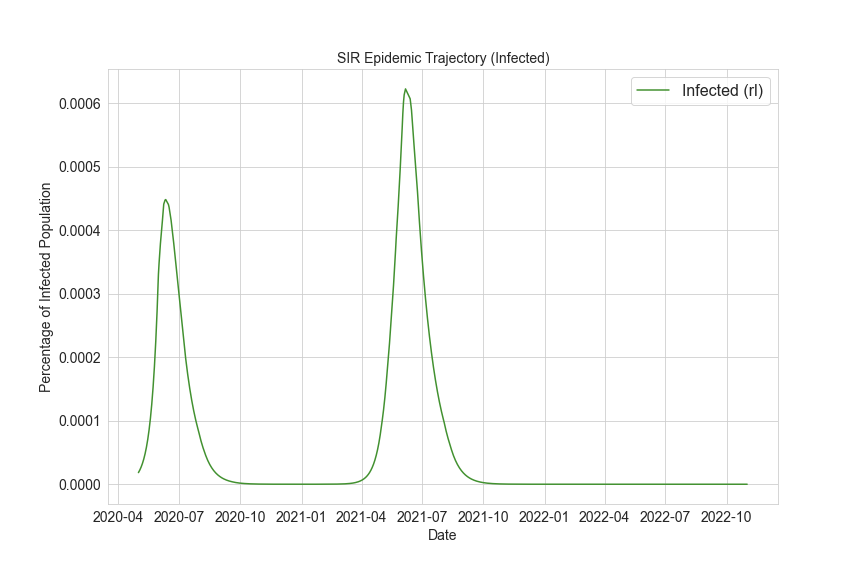 SIR Epidemic Trajectory (Infected)
Infected (rI)
Percentage of Infected Population
0.0006
0.0005
0.0004
0.0003
0.0002
0.0001
0.0000
2020-04 2020-07 2020-10 2021-01 2021-04 2021-07 2021-10 2022-01 2022-04 2022-07 2022-10
Date